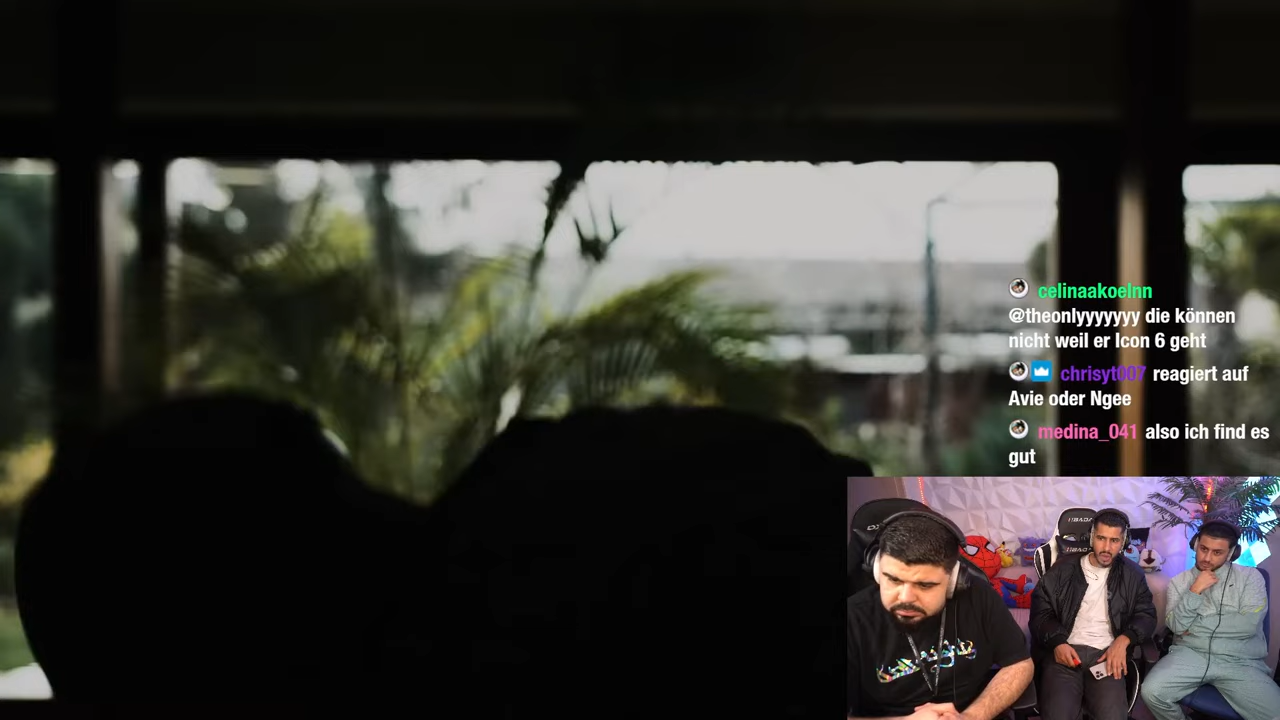 celinaakoelnn
@theonlyyyyyyy die können
nicht weil er Icon 6 geht
chrisyt007 reagiert auf
Avie oder Ngee
medina_041 also ich find es
gut